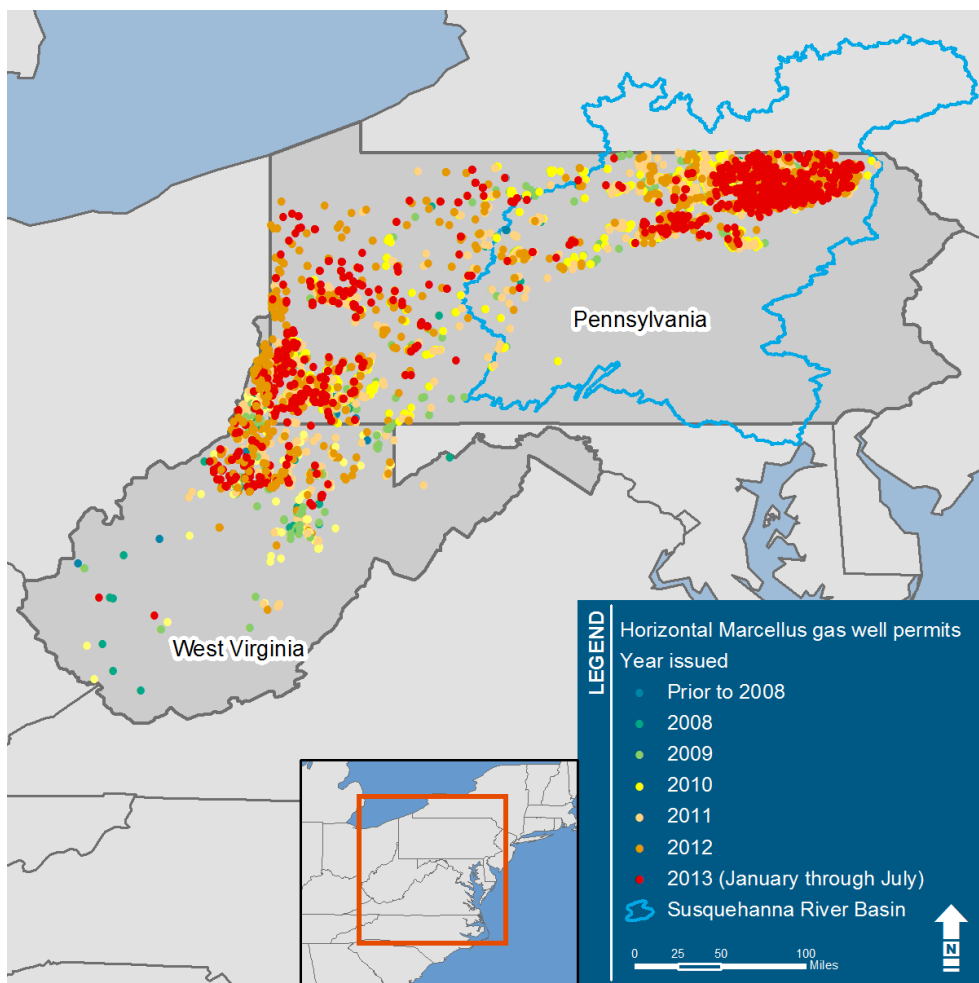 Pennsylvania
West Virginia
LEGEND
Horizontal Marcellus gas well permits
Year issued
Prior to 2008
2008
2009
2010
2011
2012
2013 (January through July)
Susquehanna River Basin
N
0 25 50 100
Miles